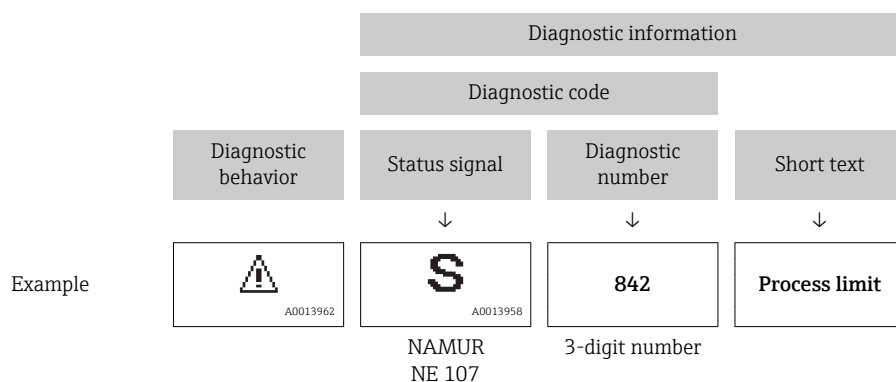 Diagnostic information
Diagnostic code
Diagnostic
behavior
Status signal
Diagnostic
number
Short text
↓ ↓ ↓
Example
A0013962
S
A0013958
842
Process limit
NAMUR
NE 107
3-digit number